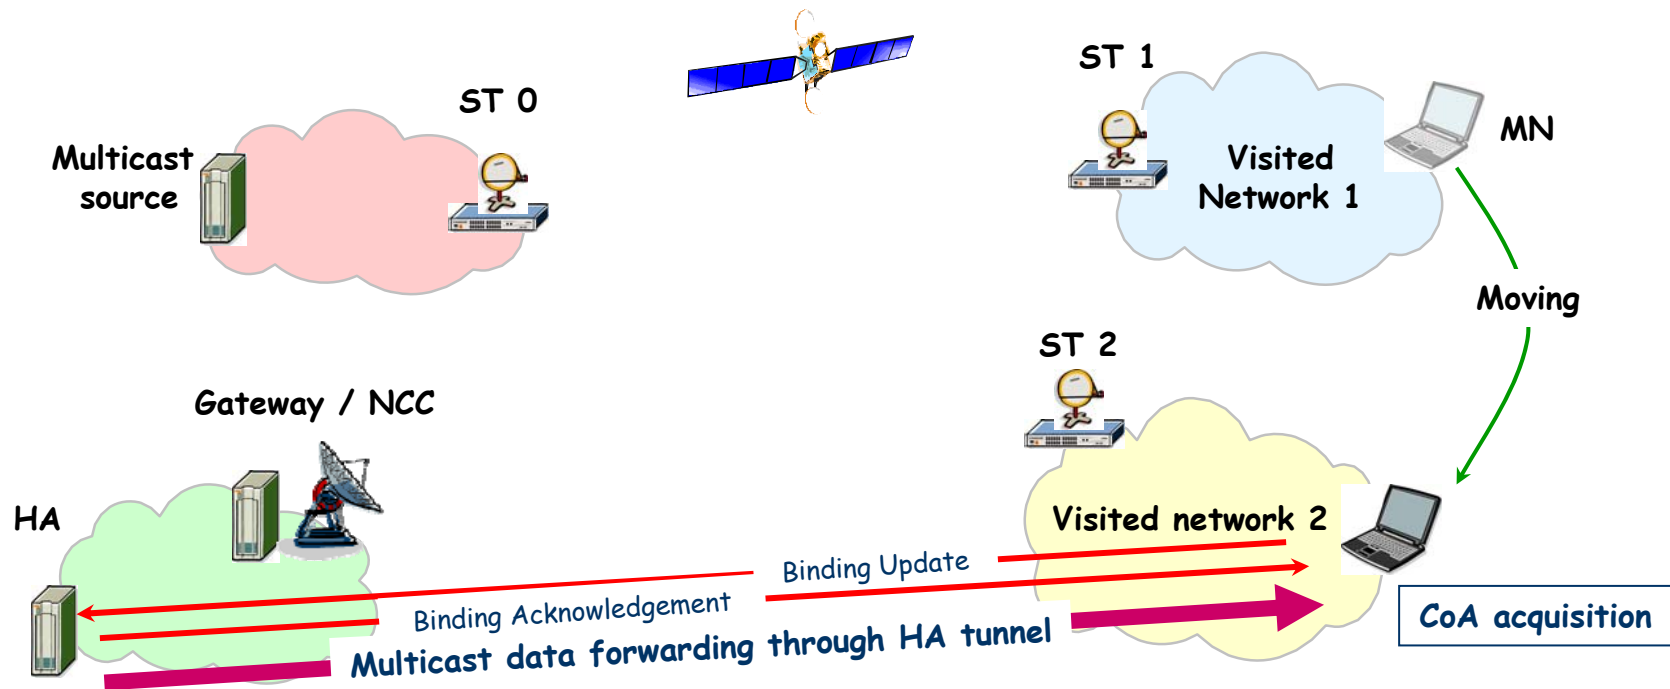 ST 0
Multicast
source
ST 1
Visited
Network 1
MN
Moving
ST 2
Gateway / NCC
HA
Visited network 2
Binding Update
Binding Acknowledgement
Multicast data forwarding through HA tunnel
CoA acquisition